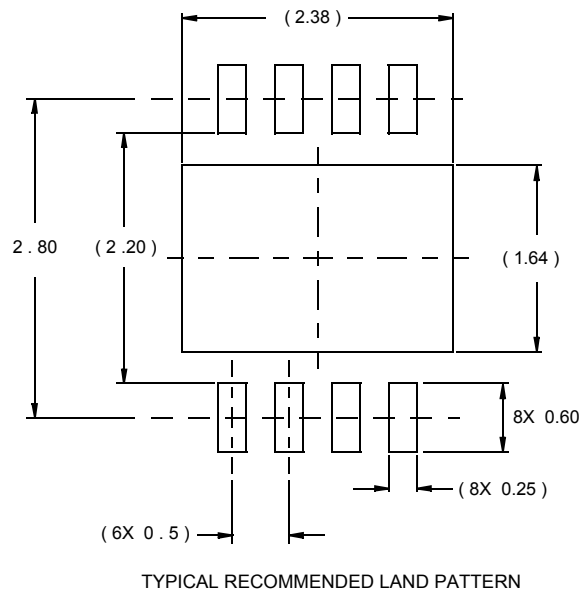 ( 2.38 )
2 . 80
( 2 .20 )
( 1.64 )
8X 0.60
( 8X 0.25 )
( 6X 0 . 5 )
TYPICAL RECOMMENDED LAND PATTERN